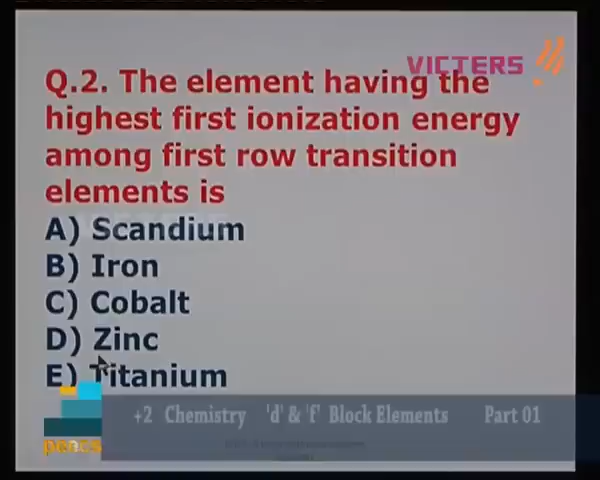 VICTERS
Q.2. The element having the
highest first ionization energy
among first row transition
elements is
A) Scandium
B) Iron
C) Cobalt
D) Zinc
E) Titanium
+2 Chemistry 'd' & 'f' Block Elements Part 01